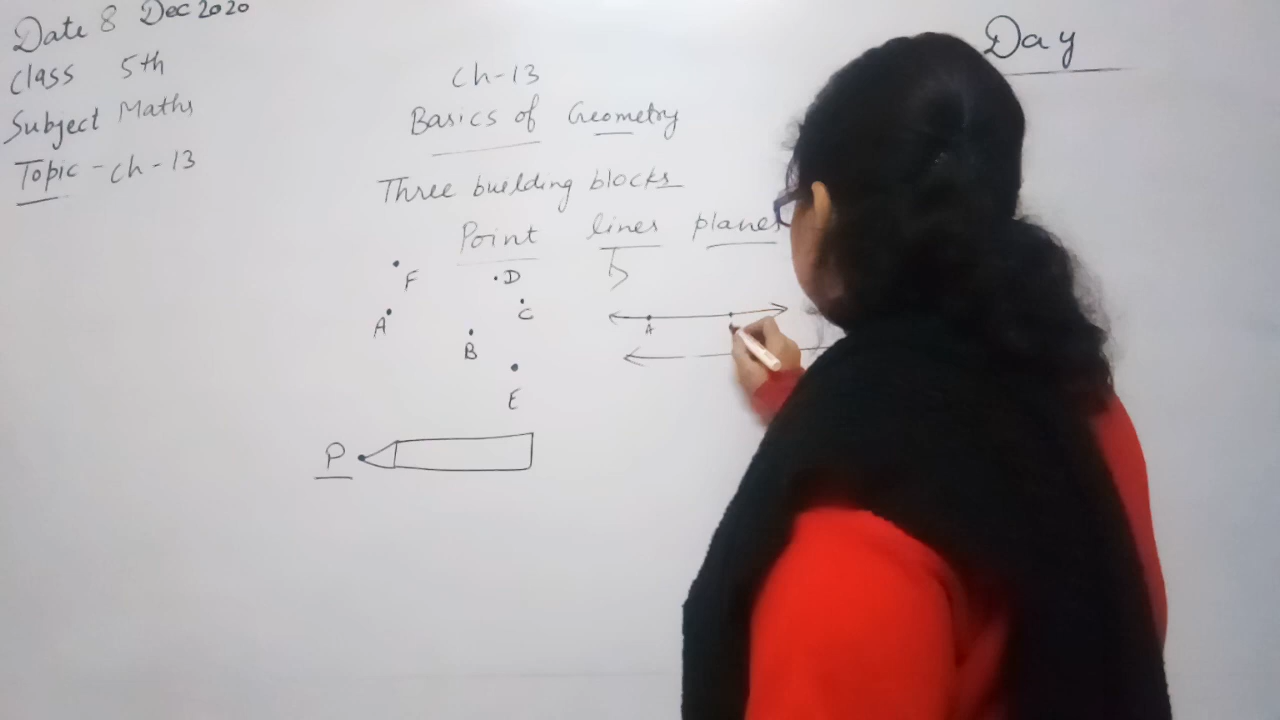 Date 8 Dec 2020
Class 5th
Subject Maths
Topic - Ch - 13
Day
Ch-13
Basics of Geometry
Three building blocks
Point lines planes
F
D
A
C
B
E
A
P